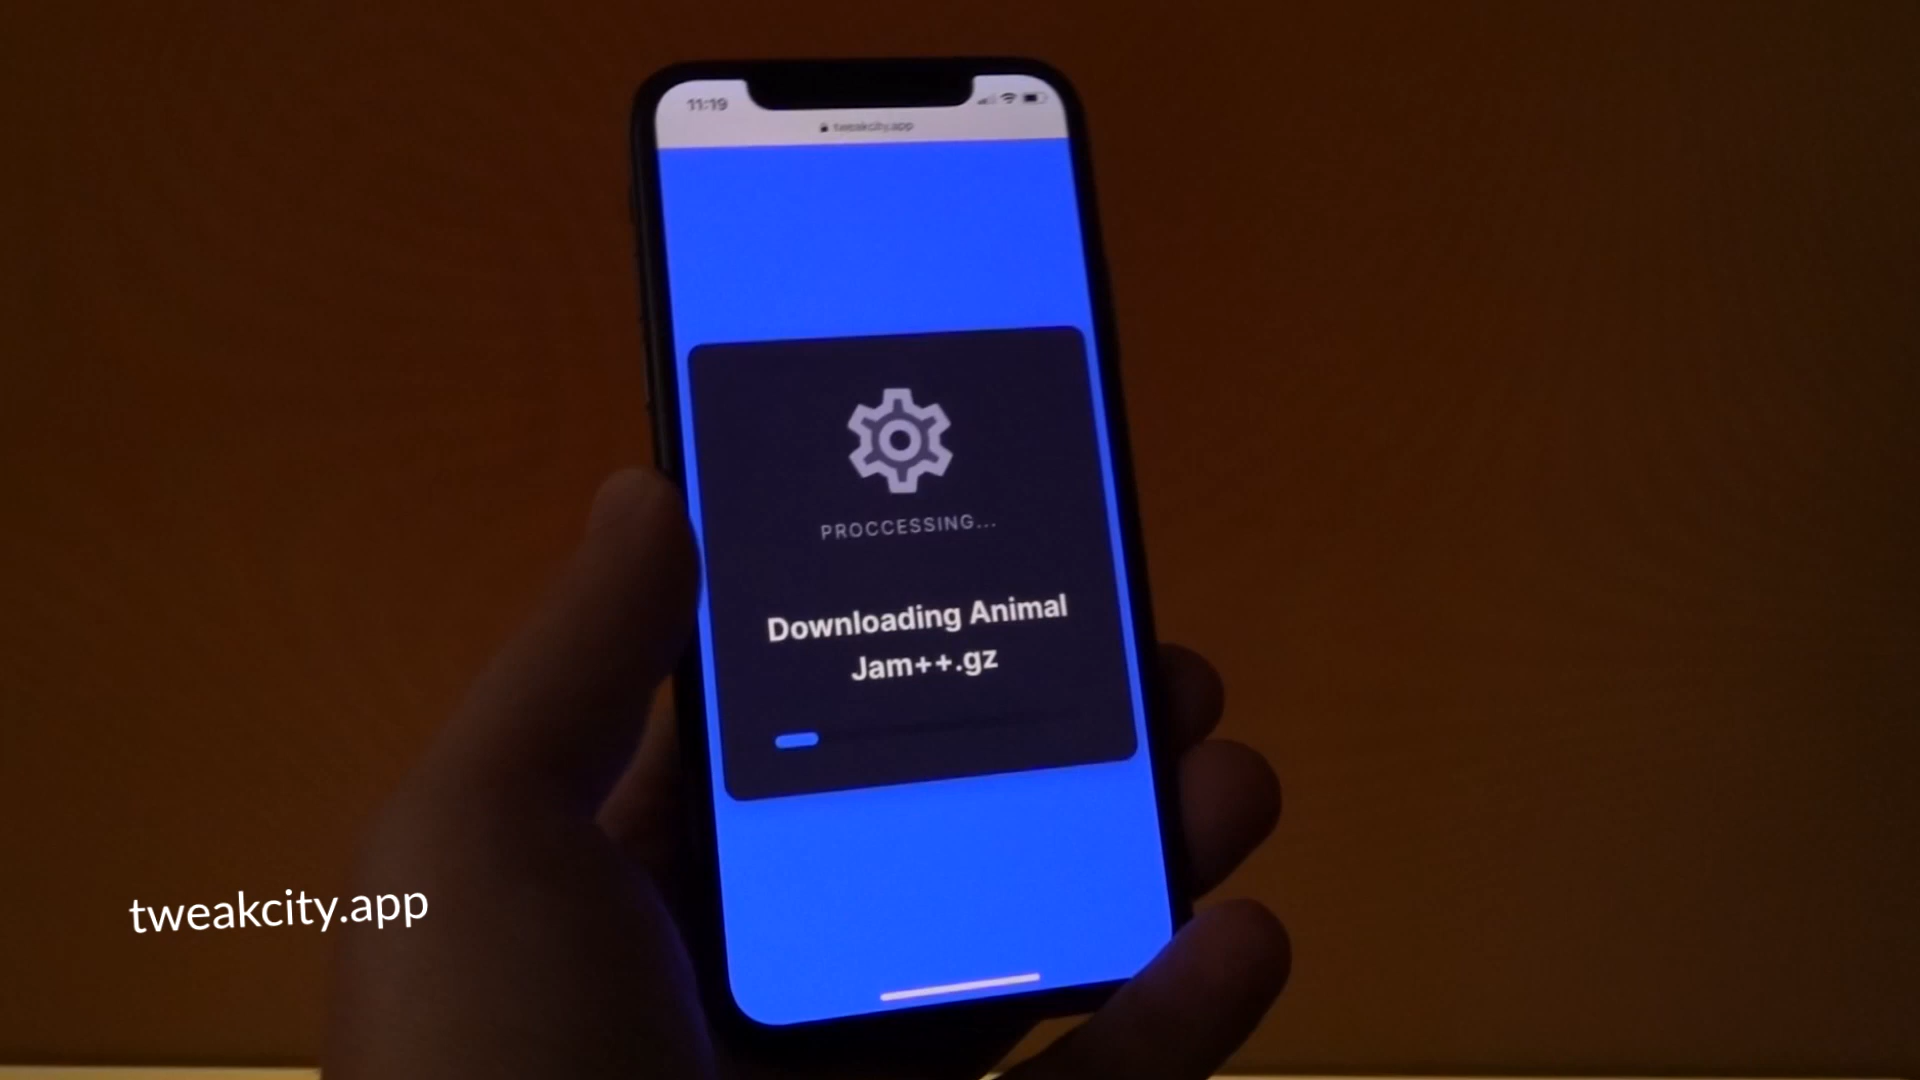 11:19
tweakcity.app
PROCCESSING...
Downloading Animal
Jam++.gz
tweakcity.app